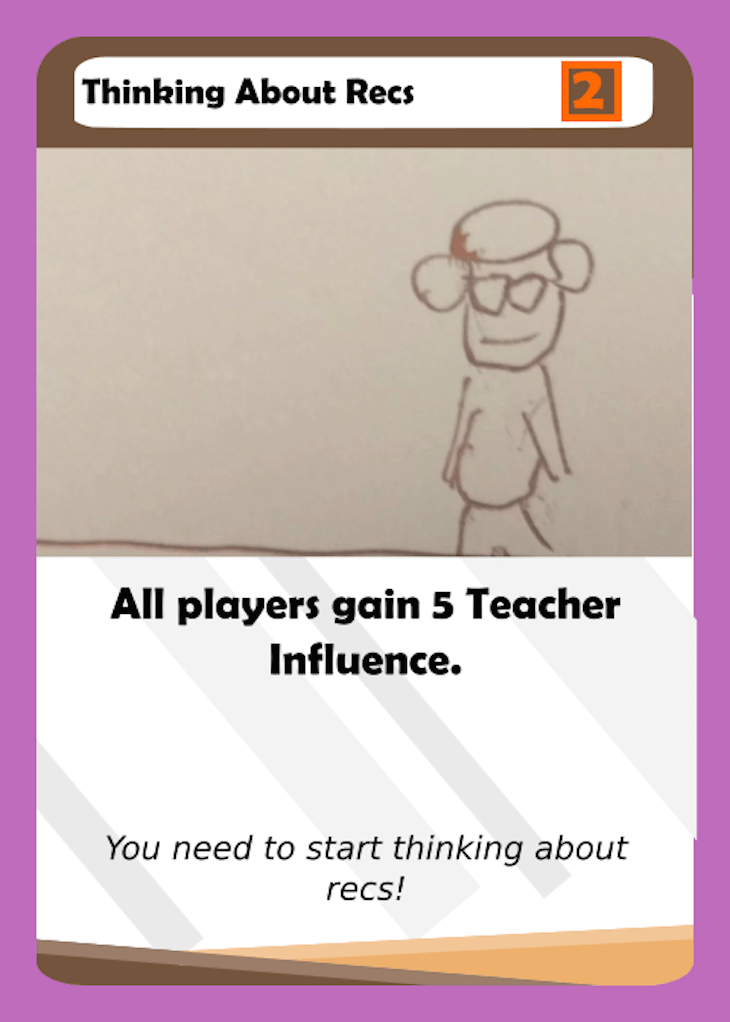 Thinking About Recs 2
All players gain 5 Teacher
Influence.
You need to start thinking about
recs!